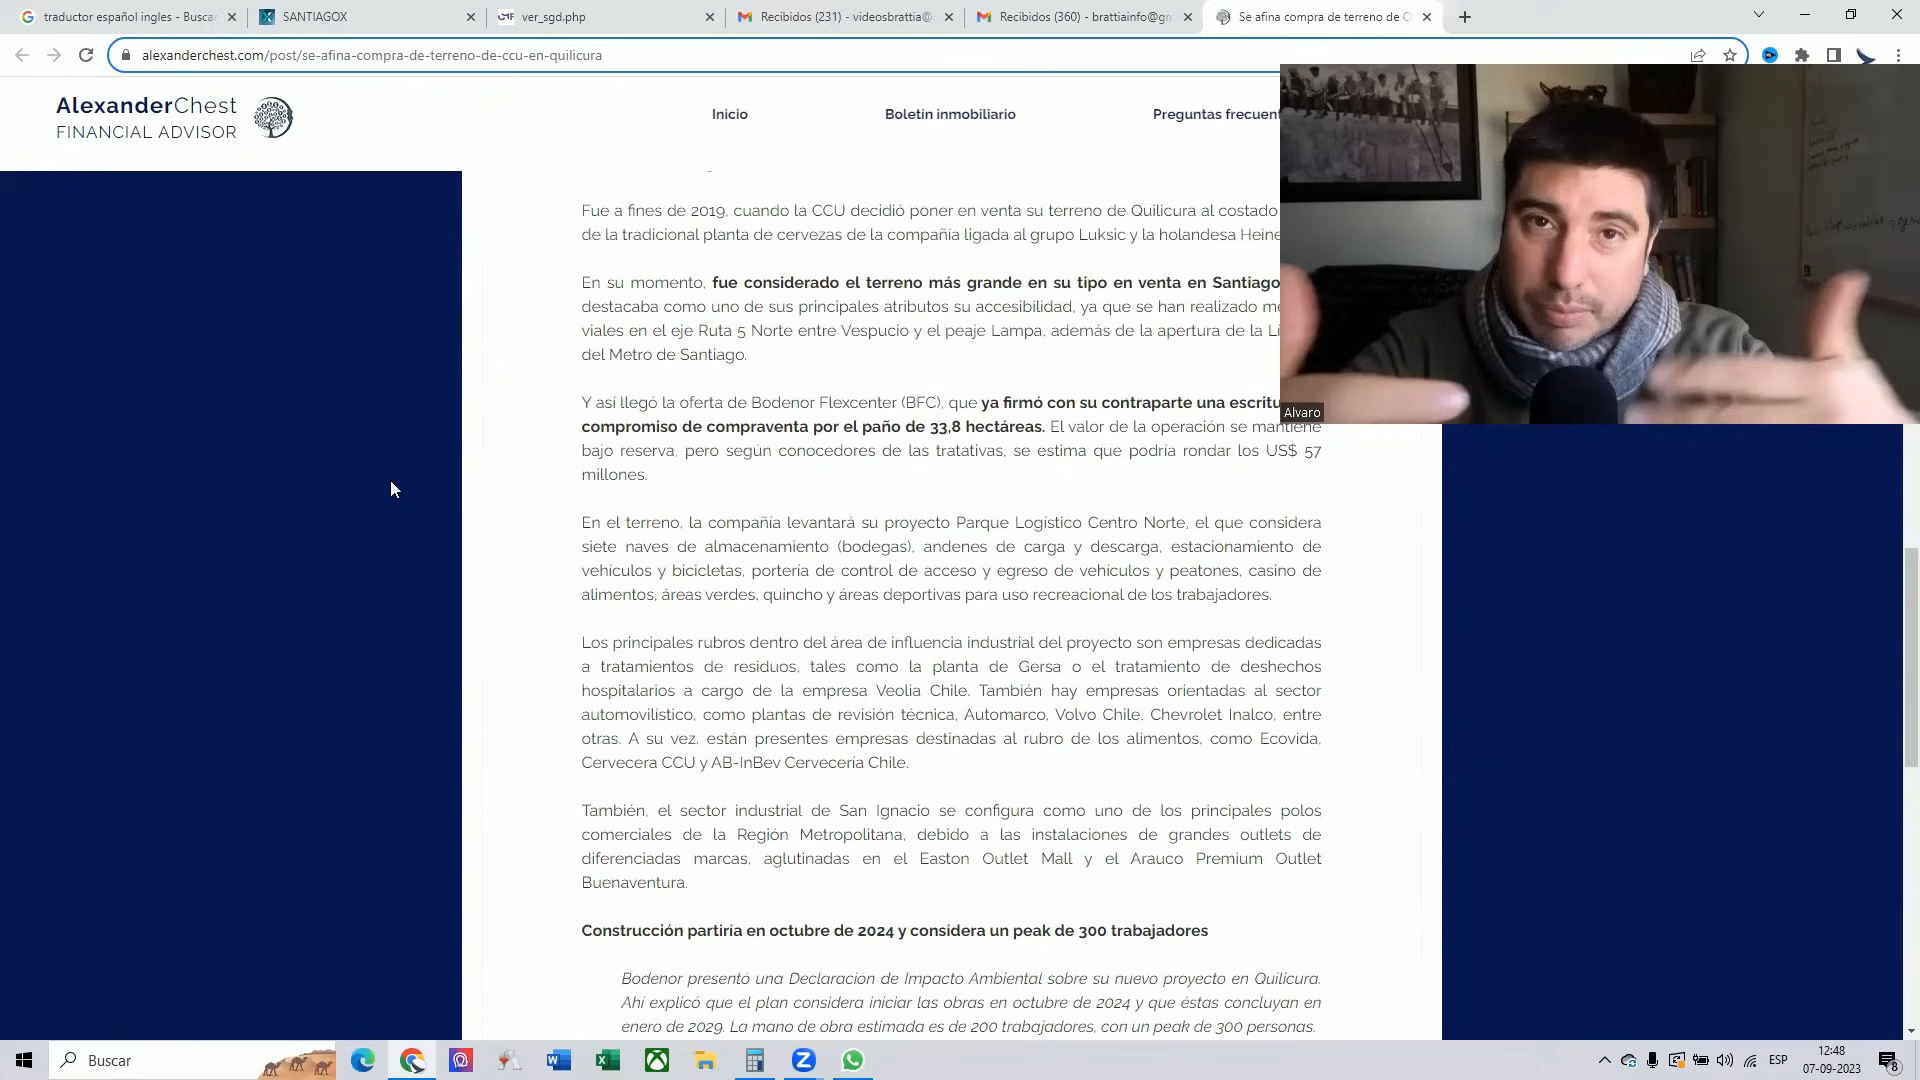 traductor español ingles - Buscar
SANTIAGOX
ver_sgd.php
Recibidos (231) - videosbrattia@
Recibidos (360) - brattiainfo@gm
Se afina compra de terreno de C
alexanderchest.com/post/se-afina-compra-de-terreno-de-ccu-en-quilicura
AlexanderChest
FINANCIAL ADVISOR
Inicio
Boletín inmobiliario
Preguntas frecuent
Fue a fines de 2019, cuando la CCU decidió poner en venta su terreno de Quilicura al costado
de la tradicional planta de cervezas de la compañía ligada al grupo Luksic y la holandesa Heine
En su momento, fue considerado el terreno más grande en su tipo en venta en Santiago
destacaba como uno de sus principales atributos su accesibilidad, ya que se han realizado me
viales en el eje Ruta 5 Norte entre Vespucio y el peaje Lampa, además de la apertura de la Lí
del Metro de Santiago.
Y así llegó la oferta de Bodenor Flexcenter (BFC), que ya firmó con su contraparte una escritu
compromiso de compraventa por el paño de 33,8 hectáreas. El valor de la operación se mantiene
bajo reserva, pero según conocedores de las tratativas, se estima que podría rondar los US$ 57
millones.
En el terreno, la compañía levantará su proyecto Parque Logístico Centro Norte, el que considera
siete naves de almacenamiento (bodegas), andenes de carga y descarga, estacionamiento de
vehículos y bicicletas, portería de control de acceso y egreso de vehículos y peatones, casino de
alimentos, áreas verdes, quincho y áreas deportivas para uso recreacional de los trabajadores.
Los principales rubros dentro del área de influencia industrial del proyecto son empresas dedicadas
a tratamientos de residuos, tales como la planta de Gersa o el tratamiento de deshechos
hospitalarios a cargo de la empresa Veolia Chile. También hay empresas orientadas al sector
automovilístico, como plantas de revisión técnica, Automarco, Volvo Chile, Chevrolet Inalco, entre
otras. A su vez, están presentes empresas destinadas al rubro de los alimentos, como Ecovida,
Cervecera CCU y AB-InBev Cervecería Chile.
También, el sector industrial de San Ignacio se configura como uno de los principales polos
comerciales de la Región Metropolitana, debido a las instalaciones de grandes outlets de
diferenciadas marcas, aglutinadas en el Easton Outlet Mall y el Arauco Premium Outlet
Buenaventura.
Construcción partiría en octubre de 2024 y considera un peak de 300 trabajadores
Bodenor presentó una Declaración de Impacto Ambiental sobre su nuevo proyecto en Quilicura.
Ahí explicó que el plan considera iniciar las obras en octubre de 2024 y que éstas concluyan en
enero de 2029. La mano de obra estimada es de 200 trabajadores, con un peak de 300 personas.
Alvaro
Buscar
ESP
12:48
07-09-2023
8